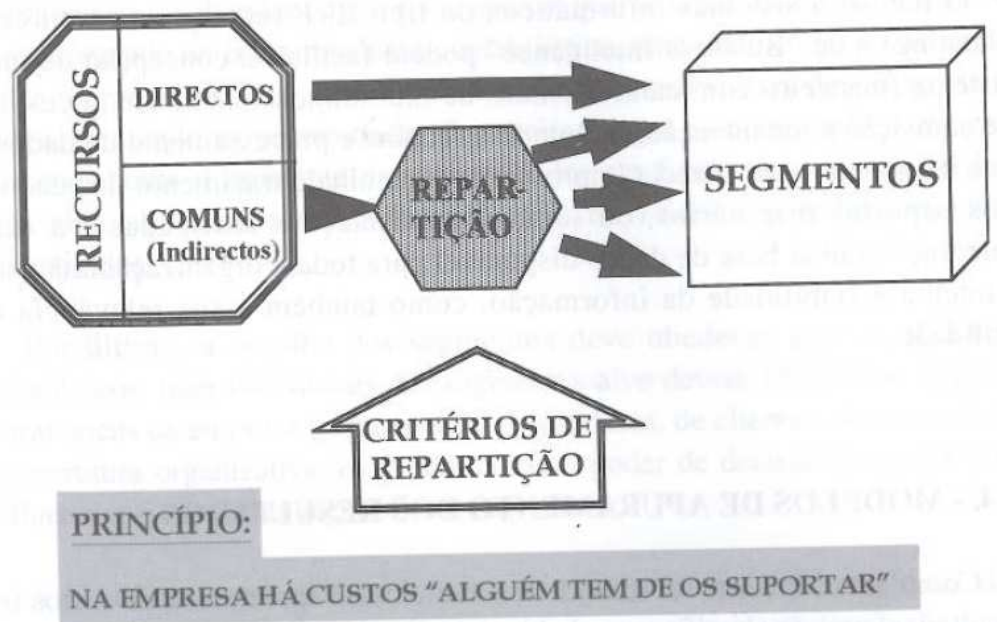 RECURSOS
DIRECTOS
COMUNS
(Indirectos)
REPAR-
TIÇÃO
SEGMENTOS
CRITÉRIOS DE
REPARTIÇÃO
PRINCÍPIO:
NA EMPRESA HÁ CUSTOS “ALGUÉM TEM DE OS SUPORTAR”